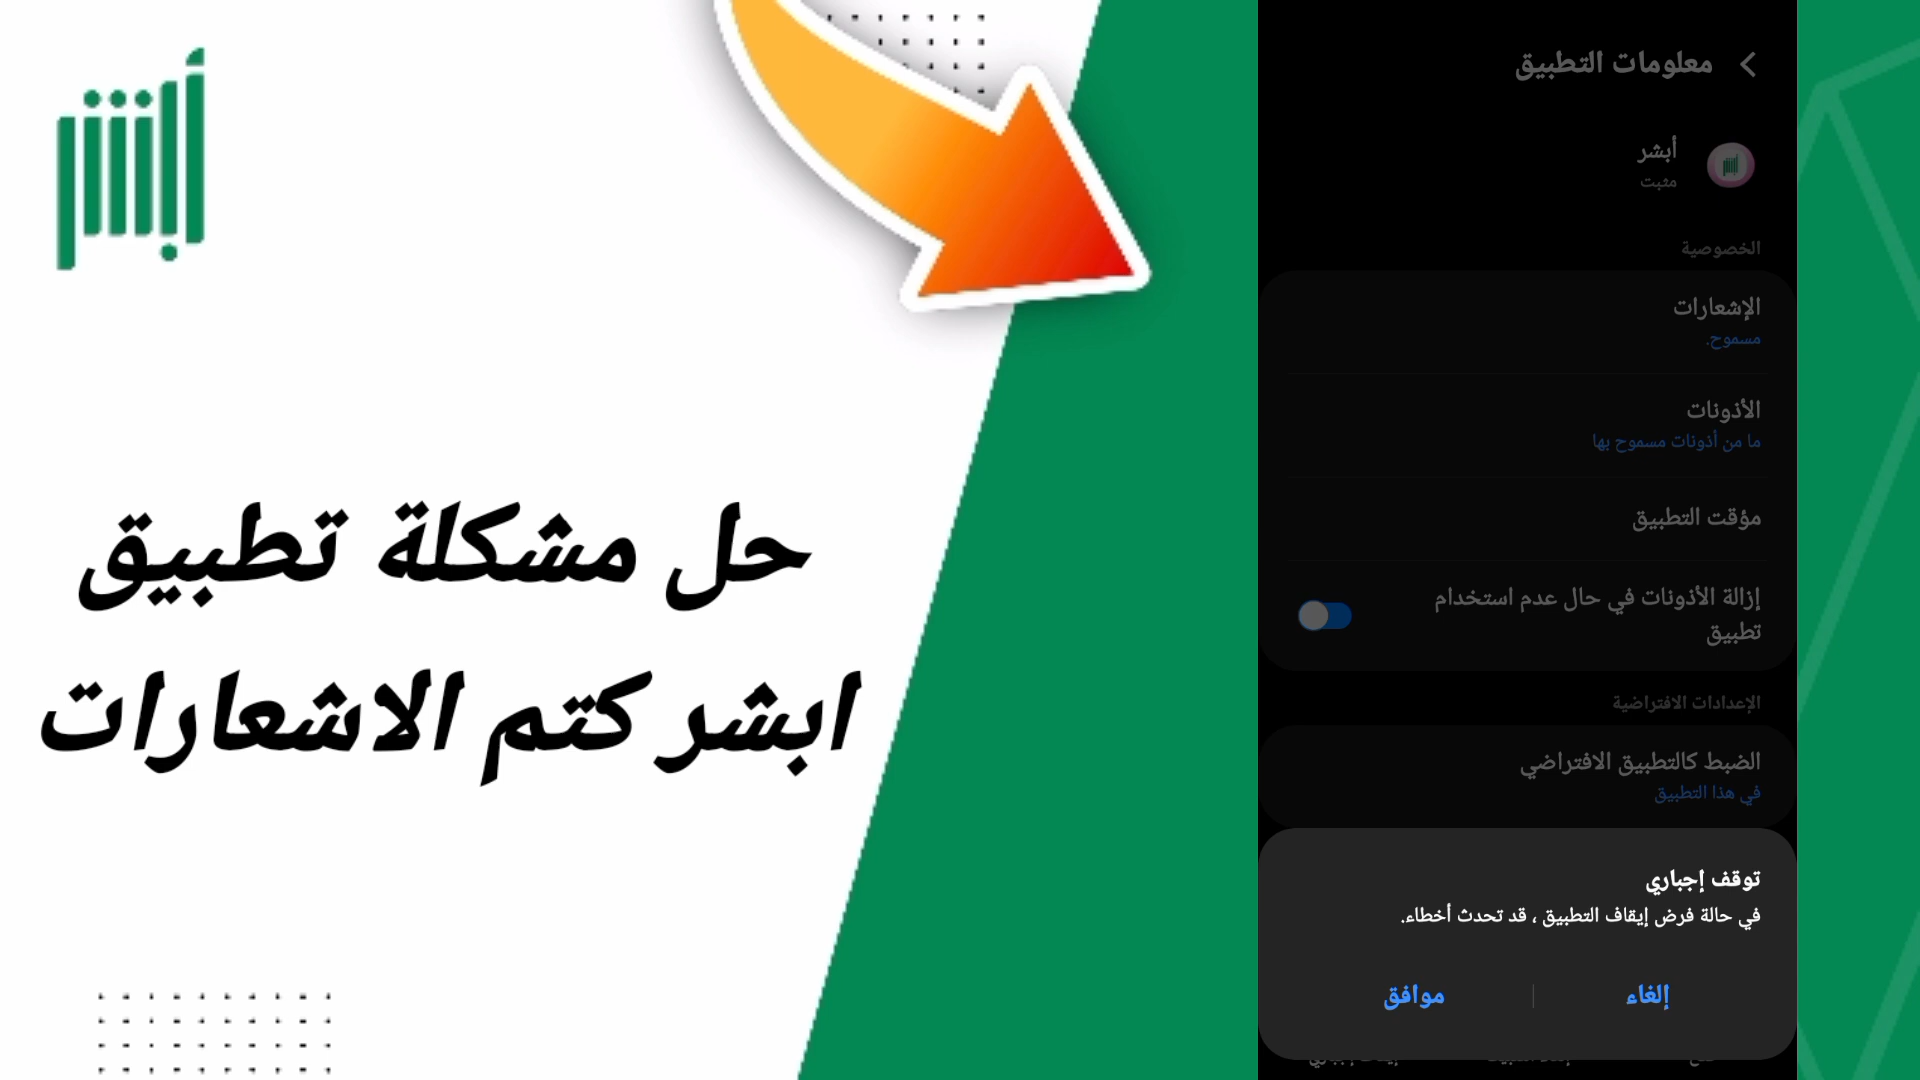 أبشر
حل مشكلة تطبيق
ابشر كتم الاشعارات
معلومات التطبيق
أبشر
مثبت
الخصوصية
الإشعارات
مسموح.
الأذونات
ما من أذونات مسموح بها
مؤقت التطبيق
إزالة الأذونات في حال عدم استخدام
تطبيق
الإعدادات الافتراضية
الضبط كالتطبيق الافتراضي
في هذا التطبيق
توقف إجباري
في حالة فرض إيقاف التطبيق ، قد تحدث أخطاء.
إلغاء
موافق